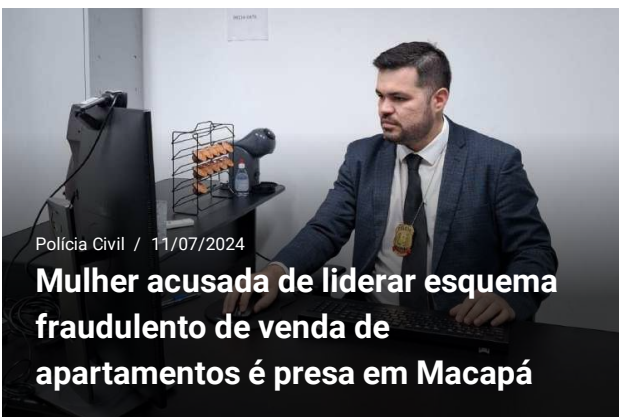 Polícia Civil / 11/07/2024
Mulher acusada de liderar esquema
fraudulento de venda de
apartamentos é presa em Macapá